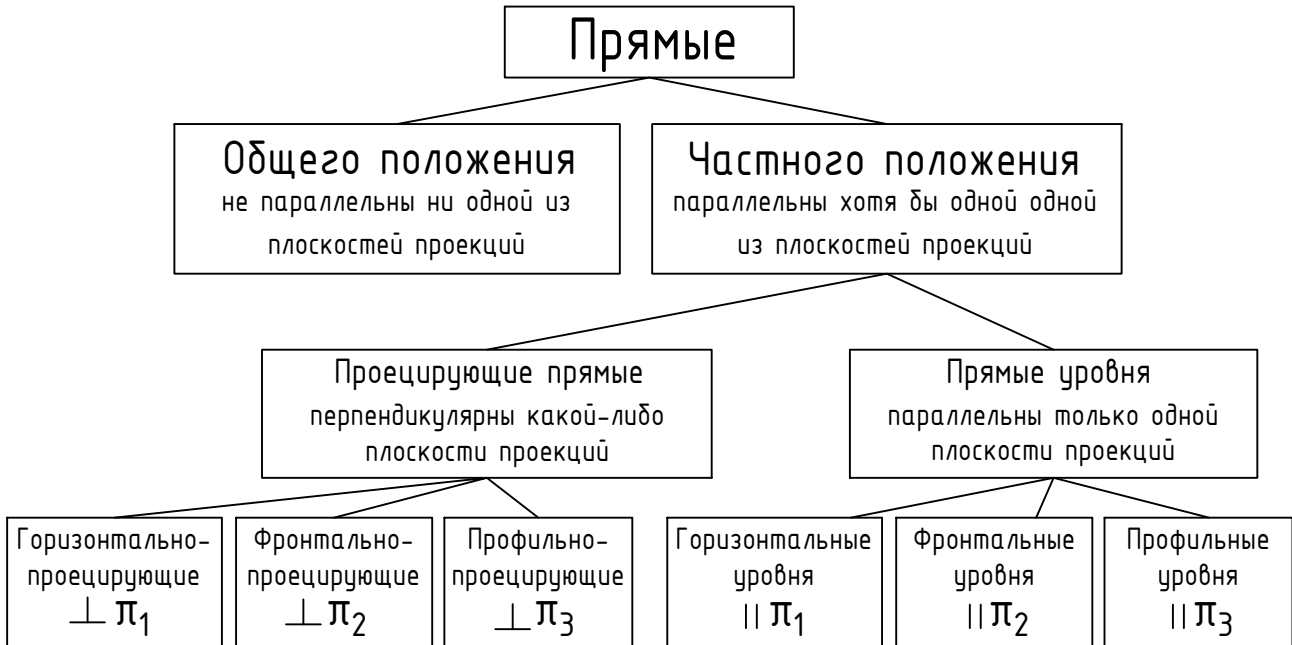 Прямые
Общего положения
не параллельны ни одной из
плоскостей проекций
Частного положения
параллельны хотя бы одной одной
из плоскостей проекций
Проецирующие прямые
перпендикулярны какой-либо
плоскости проекций
Прямые уровня
параллельны только одной
плоскости проекций
Горизонтально-
проецирующие
⊥ π₁
Фронтально-
проецирующие
⊥ π₂
Профильно-
проецирующие
⊥ π₃
Горизонтальные
уровня
|| π₁
Фронтальные
уровня
|| π₂
Профильные
уровня
|| π₃